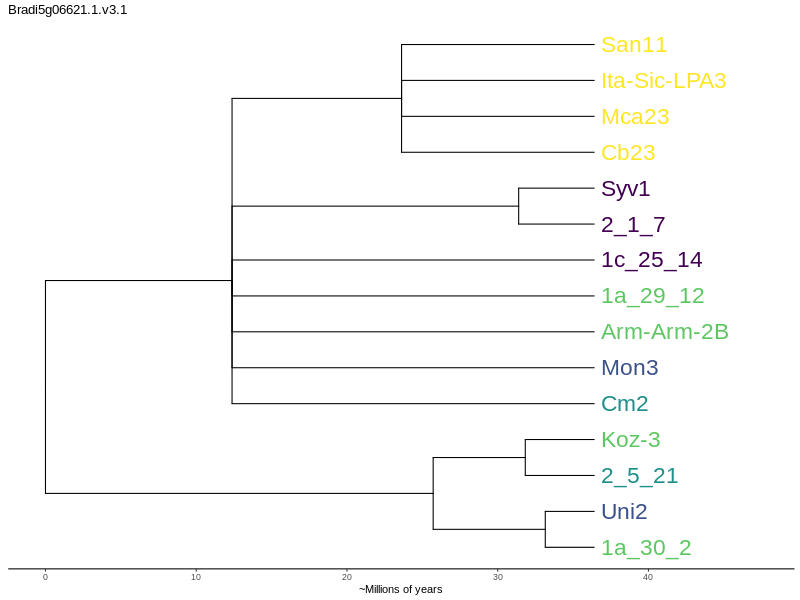 Bradi5g06621.1.v3.1
San11
Ita-Sic-LPA3
Mca23
Cb23
Syv1
2_1_7
1c_25_14
1a_29_12
Arm-Arm-2B
Mon3
Cm2
Koz-3
2_5_21
Uni2
1a_30_2
0 10 20 30 40
~Millions of years